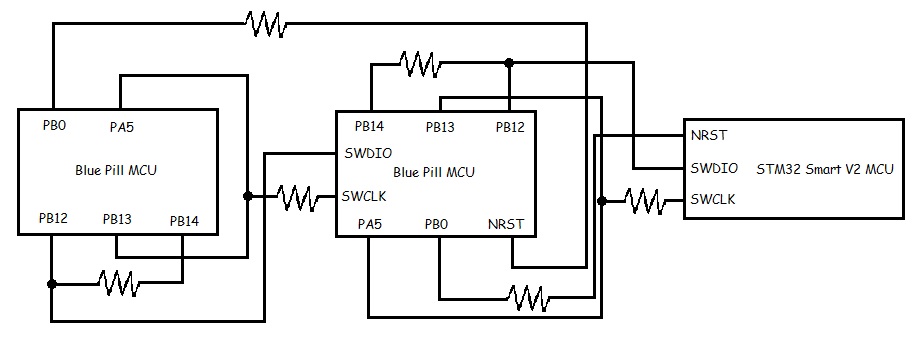 PB0 PA5
Blue Pill MCU
PB12 PB13 PB14
PB14 PB13 PB12
SWDIO
Blue Pill MCU
SWCLK
PA5 PB0 NRST
NRST
SWDIO STM32 Smart V2 MCU
SWCLK